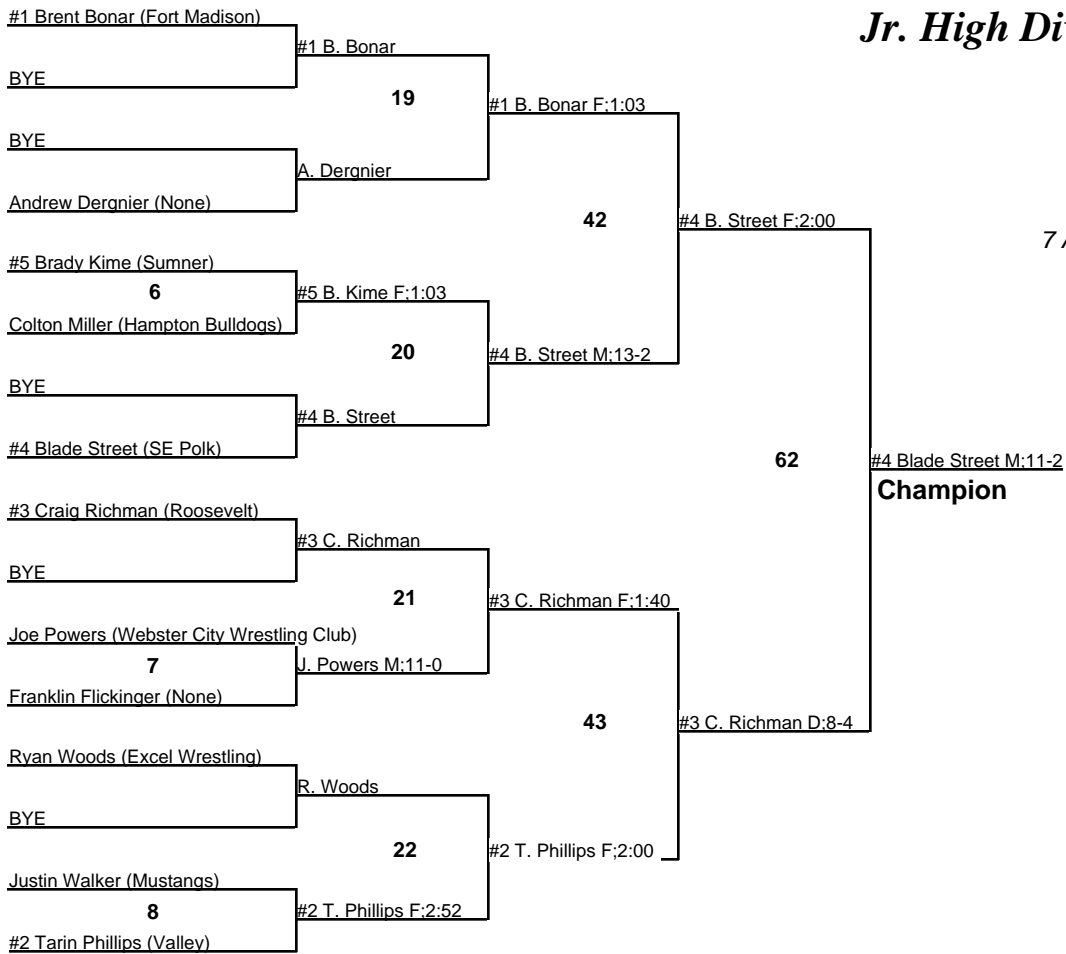 #1 Brent Bonar (Fort Madison)
Jr. High Di
#1 B. Bonar
BYE
19
#1 B. Bonar F;1:03
BYE
A. Dergnier
Andrew Dergnier (None)
42
#4 B. Street F;2:00
7
#5 Brady Kime (Sumner)
6
#5 B. Kime F;1:03
Colton Miller (Hampton Bulldogs)
20
#4 B. Street M;13-2
BYE
#4 B. Street
#4 Blade Street (SE Polk)
62
#4 Blade Street M;11-2
Champion
#3 Craig Richman (Roosevelt)
#3 C. Richman
BYE
21
#3 C. Richman F;1:40
Joe Powers (Webster City Wrestling Club)
7
J. Powers M;11-0
Franklin Flickinger (None)
43
#3 C. Richman D;8-4
Ryan Woods (Excel Wrestling)
R. Woods
BYE
22
#2 T. Phillips F;2:00
Justin Walker (Mustangs)
8
#2 T. Phillips F;2:52
#2 Tarin Phillips (Valley)